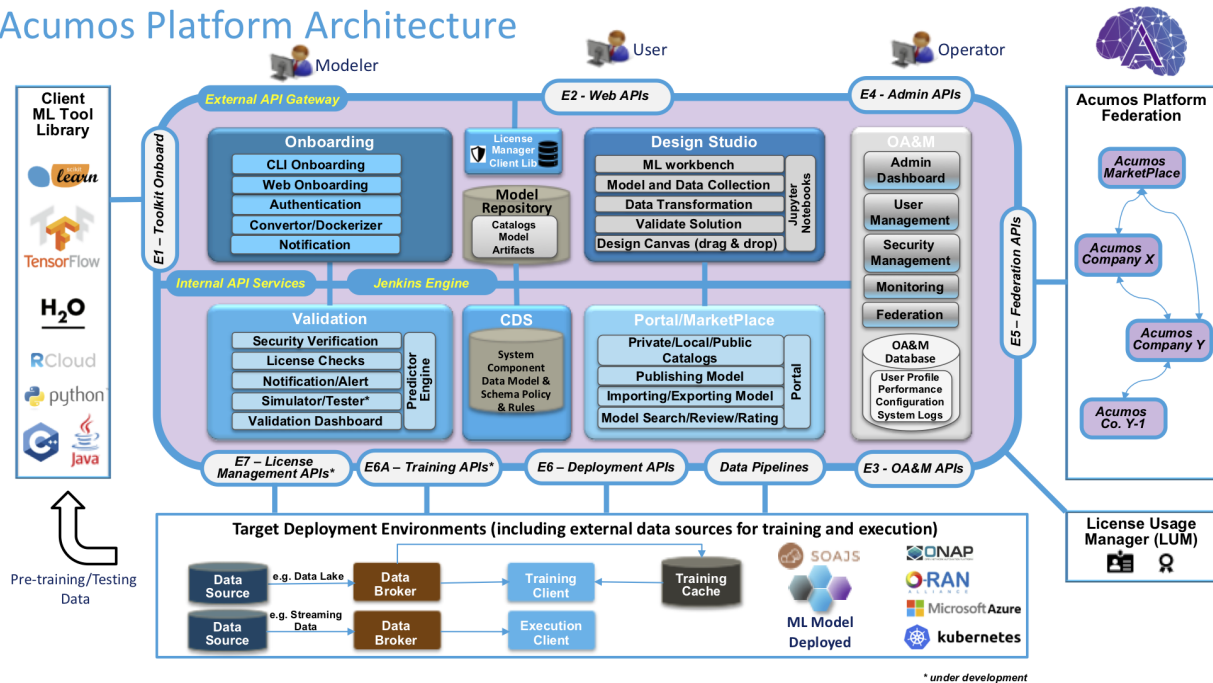 Acumos Platform Architecture
Modeler
User
Operator
Client
ML Tool
Library
learn
TensorFlow
H2O
RCloud
python
C++
Java
Pre-training/Testing
Data
E1 – Toolkit Onboard
External API Gateway
E2 - Web APIs
E4 - Admin APIs
Onboarding
CLI Onboarding
Web Onboarding
Authentication
Convertor/Dockerizer
Notification
License
Manager
Client Lib
Model
Repository
Catalogs
Model
Artifacts
Design Studio
ML workbench
Model and Data Collection
Data Transformation
Validate Solution
Design Canvas (drag & drop)
Jupyter
Notebooks
OA&M
Admin
Dashboard
User
Management
Security
Management
Monitoring
Federation
OA&M
Database
User Profile
Performance
Configuration
System Logs
Internal API Services
Jenkins Engine
Validation
Security Verification
License Checks
Notification/Alert
Simulator/Tester*
Validation Dashboard
Predictor
Engine
CDS
System
Component
Data Model &
Schema Policy
& Rules
Portal/MarketPlace
Private/Local/Public
Catalogs
Publishing Model
Importing/Exporting Model
Model Search/Review/Rating
Portal
E5 – Federation APIs
E7 – License
Management APIs*
E6A – Training APIs*
E6 – Deployment APIs
Data Pipelines
E3 - OA&M APIs
A
Acumos Platform
Federation
Acumos
MarketPlace
Acumos
Company X
Acumos
Company Y
Acumos
Co. Y-1
License Usage
Manager (LUM)
Target Deployment Environments (including external data sources for training and execution)
Data
Source
e.g. Data Lake
Data
Broker
Training
Client
Training
Cache
Data
Source
e.g. Streaming
Data
Data
Broker
Execution
Client
SOAJS
ML Model
Deployed
ONAP
O-RAN
ALLIANCE
Microsoft Azure
kubernetes
* under development